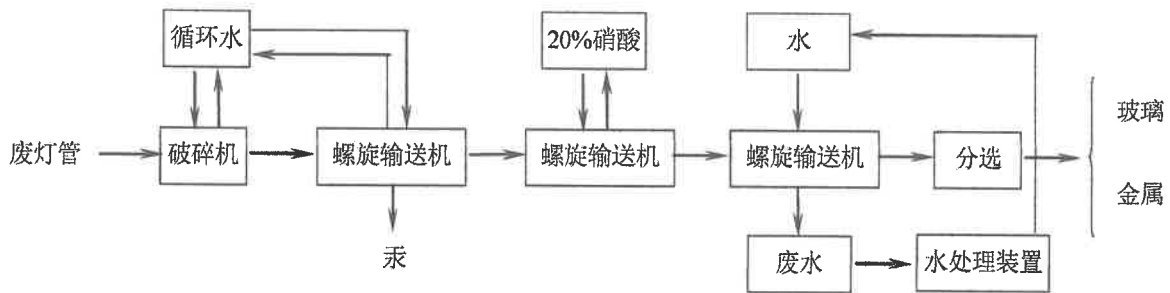 循环水
20%硝酸
水
废灯管
破碎机
螺旋输送机
螺旋输送机
螺旋输送机
分选
玻璃
金属
汞
废水
水处理装置